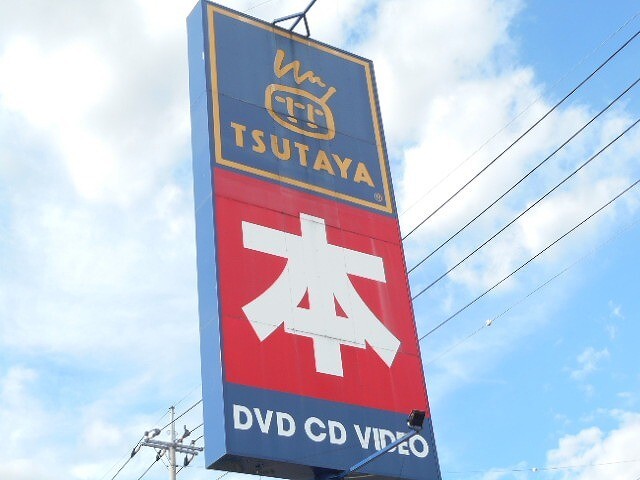 TSUTAYA ®
本
DVD CD VIDEO